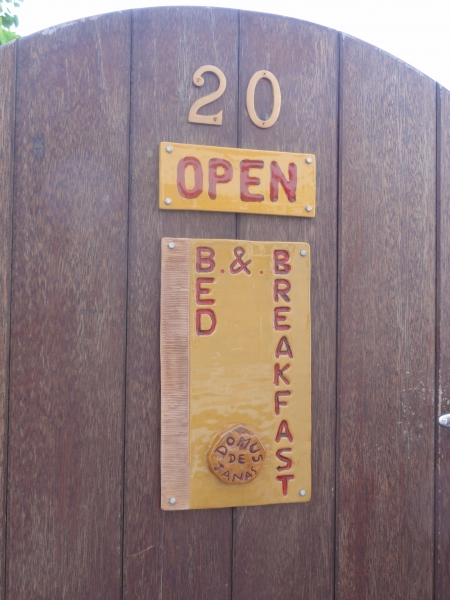 20
OPEN
B.&.B
BED
BREAKFAST
DOMUS
DE
JANAS